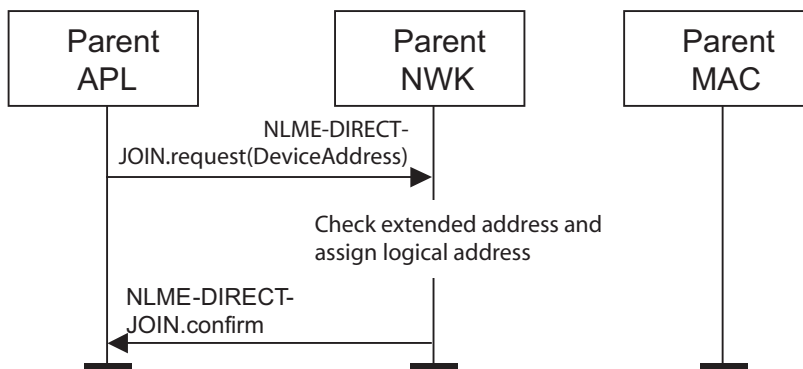 Parent
APL
Parent
NWK
Parent
MAC
NLME-DIRECT-
JOIN.request(DeviceAddress)
Check extended address and
assign logical address
NLME-DIRECT-
JOIN.confirm